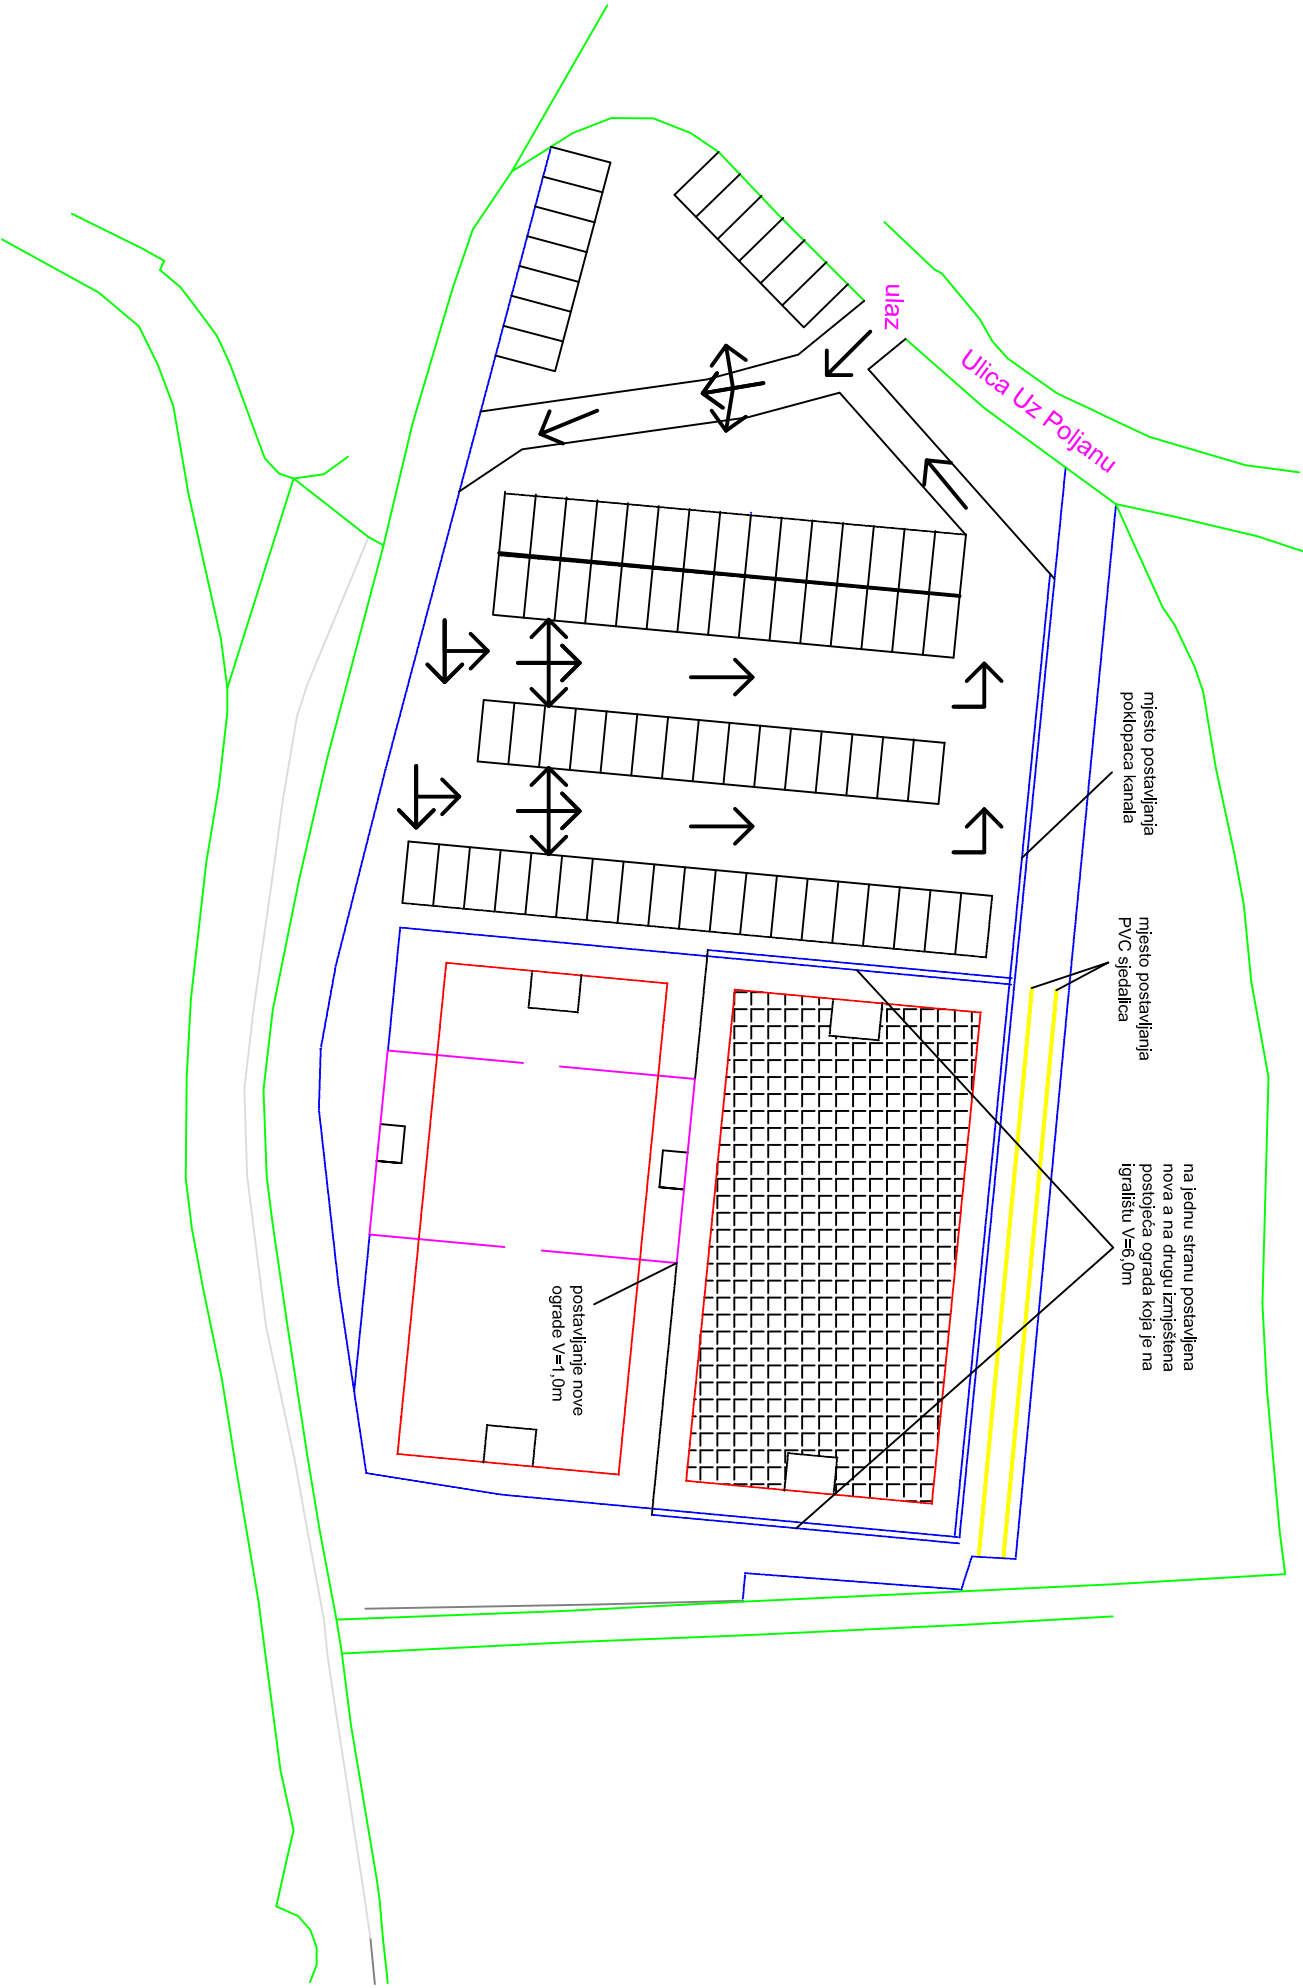 ulaz
Ulica Uz Poljanu
mjesto postavljanja
poklopaca kanala
mjesto postavljanja
PVC sjedalica
na jednu stranu postavljena
nova a na drugu izmještena
postojeća ograda koja je na
igralištu V=6,0m
postavljanje nove
ograde V=1,0m